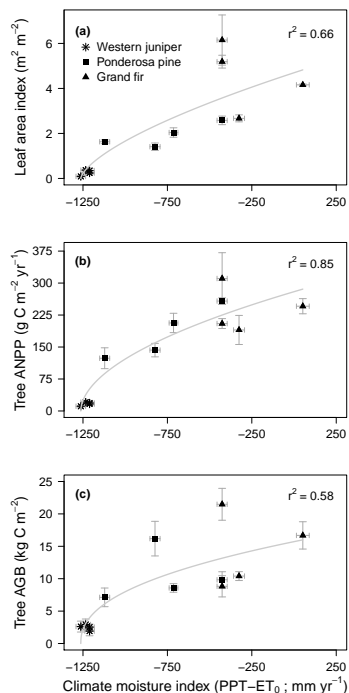 (a)
Western juniper
Ponderosa pine
Grand fir
r² = 0.66
Leaf area index (m² m⁻²)
6
4
2
0
−1250 −750 −250 250
(b)
r² = 0.85
Tree ANPP (g C m⁻² yr⁻¹)
375
300
225
150
75
0
−1250 −750 −250 250
(c)
r² = 0.58
Tree AGB (kg C m⁻²)
25
20
15
10
5
0
−1250 −750 −250 250
Climate moisture index (PPT−ET₀ ; mm yr⁻¹)